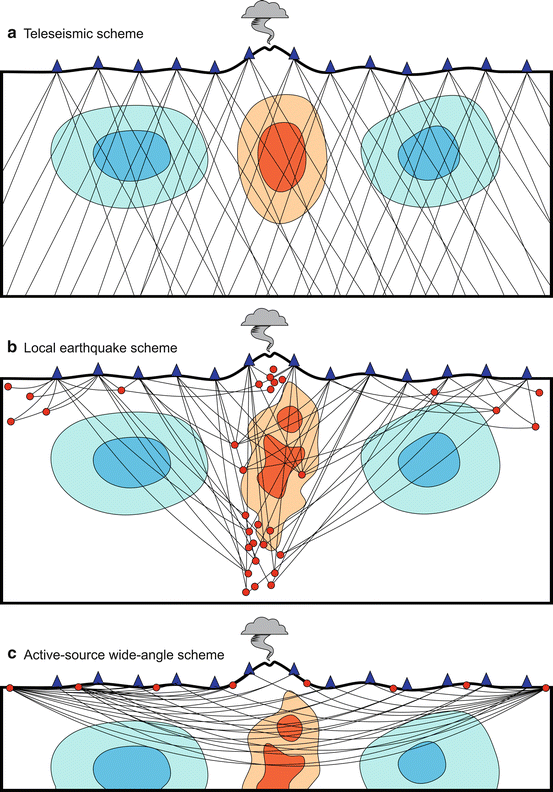 a Teleseismic scheme
b Local earthquake scheme
c Active-source wide-angle scheme